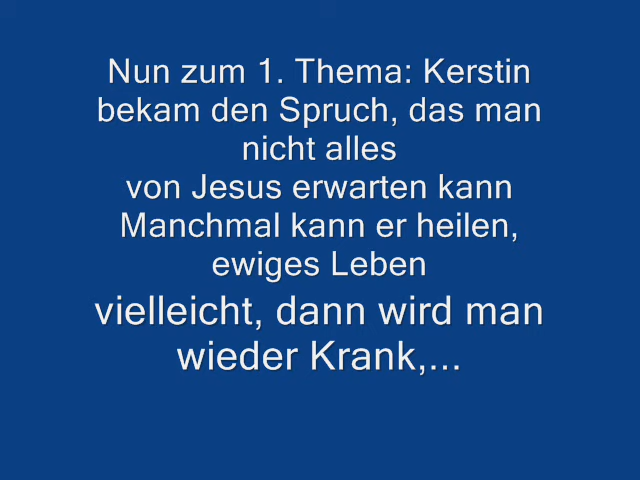 Nun zum 1. Thema: Kerstin
bekam den Spruch, das man
nicht alles
von Jesus erwarten kann
Manchmal kann er heilen,
ewiges Leben
vielleicht, dann wird man
wieder Krank,...